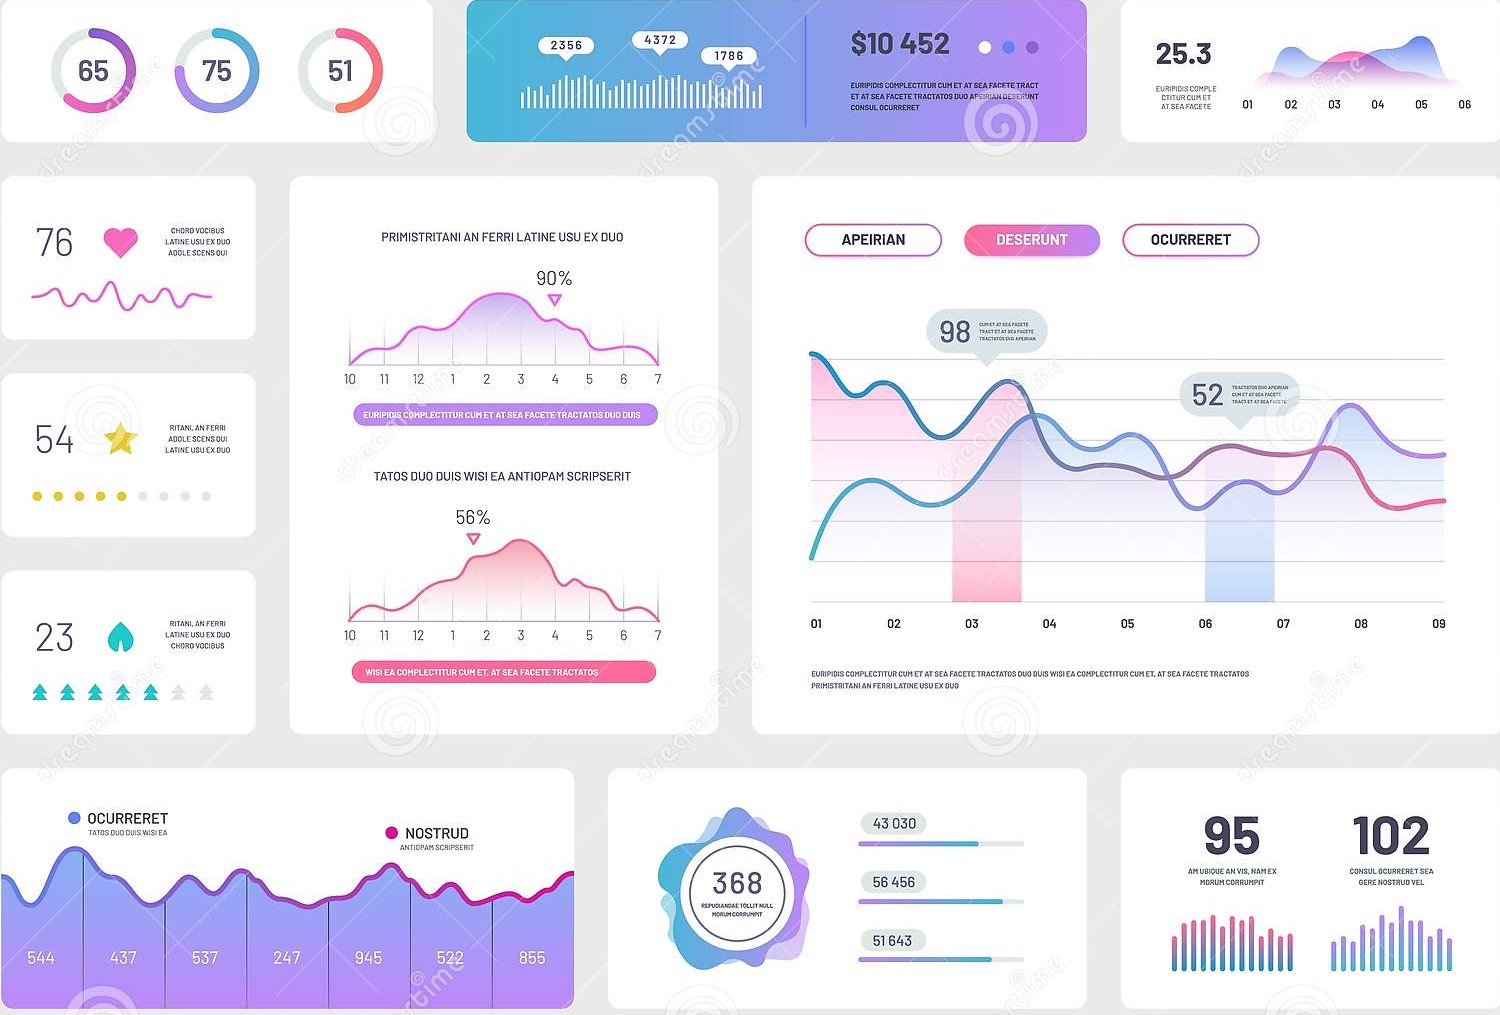 65
75
51
2356
4372
1786
$10 452
EURIPIDIS COMPLECTITUR CUM ET AT SEA FACETE TRACT
ET AT SEA FACETE TRACTATOS DUO APEIRIAN DESERUNT
CONSUL OCURRERET
25.3
EURIPIDIS COMPLE
CTITUR CUM ET
AT SEA FACETE
01 02 03 04 05 06
76
CHORO VOCIBUS
LATINE USU EX DUO
ADOLE SCENS QUI
54
RITANI, AN FERRI
ADOLE SCENS QUI
LATINE USU EX DUO
23
RITANI, AN FERRI
LATINE USU EX DUO
CHORO VOCIBUS
PRIMISTRITANI AN FERRI LATINE USU EX DUO
90%
10 11 12 1 2 3 4 5 6 7
EURIPIDIS COMPLECTITUR CUM ET AT SEA FACETE TRACTATOS DUO DUIS
TATOS DUO DUIS WISI EA ANTIOPAM SCRIPSERIT
56%
10 11 12 1 2 3 4 5 6 7
WISI EA COMPLECTITUR CUM ET, AT SEA FACETE TRACTATOS
APEIRIAN
DESERUNT
OCURRERET
98
CUM ET AT SEA FACETE
TRACT ET AT SEA FACETE
TRACTATOS DUO APEIRIAN
52
TRACTATOS DUO APEIRIAN
CUM ET AT SEA FACETE
TRACT ET AT SEA FACETE
01 02 03 04 05 06 07 08 09
EURIPIDIS COMPLECTITUR CUM ET AT SEA FACETE TRACTATOS DUO DUIS WISI EA COMPLECTITUR CUM ET, AT SEA FACETE TRACTATOS
PRIMISTRITANI AN FERRI LATINE USU EX DUO
OCURRERET
TATOS DUO DUIS WISI EA
NOSTRUD
ANTIOPAM SCRIPSERIT
544 437 537 247 945 522 855
368
REPUDIANDAE TOLLIT NULL
MORUM CORRUMPIT
43 030
56 456
51 643
95
AM UBIQUE AN VIS, NAM EX
MORUM CORRUMPIT
102
CONSUL OCURRERET SEA
GERE NOSTRUD VEL
dreamstime